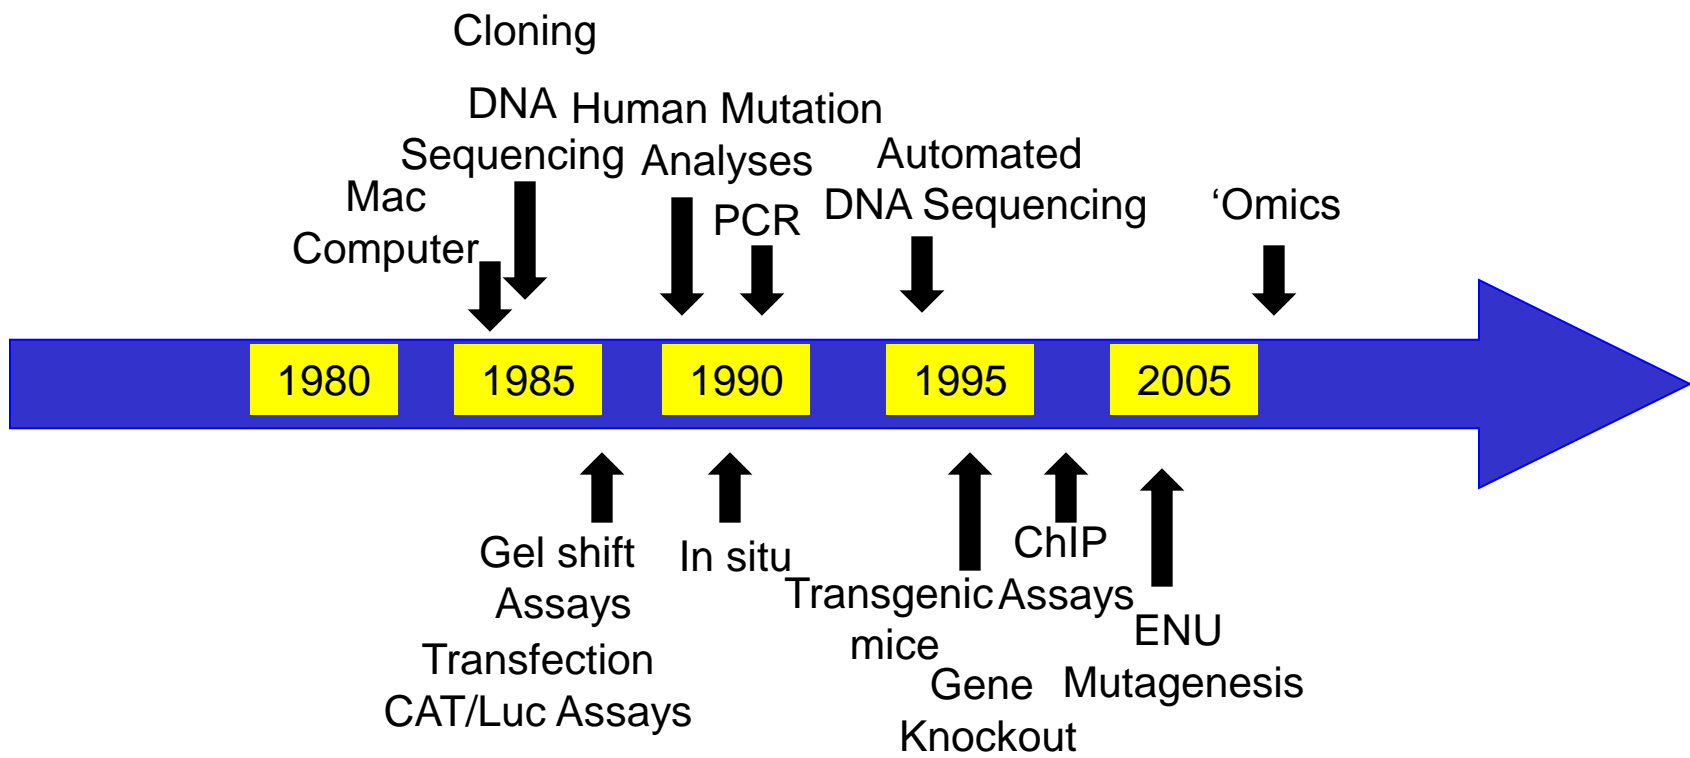 Cloning
DNA
Sequencing
Human Mutation
Analyses
Mac
Computer
PCR
Automated
DNA Sequencing
‘Omics
1980
1985
1990
1995
2005
Gel shift
Assays
Transfection
CAT/Luc Assays
In situ
Transgenic
mice
Gene
Knockout
ChIP
Assays
ENU
Mutagenesis